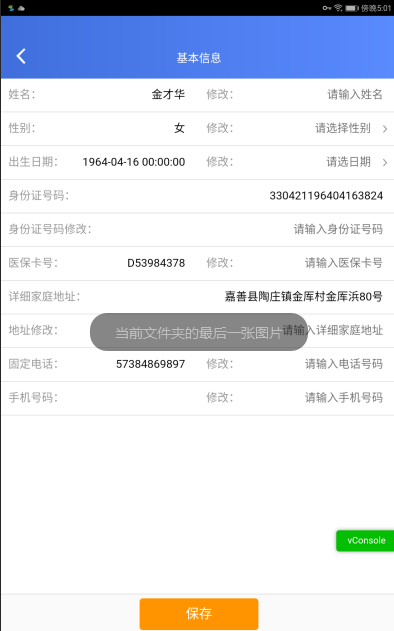 傍晚5:01
基本信息
姓名： 金才华 修改： 请输入姓名
性别： 女 修改： 请选择性别
出生日期： 1964-04-16 00:00:00 修改： 请选日期
身份证号码： 330421196404163824
身份证号码修改： 请输入身份证号码
医保卡号： D53984378 修改： 请输入医保卡号
详细家庭地址： 嘉善县陶庄镇金厍村金厍浜80号
地址修改： 请输入详细家庭地址
当前文件夹的最后一张图片
固定电话： 57384869897 修改： 请输入电话号码
手机号码： 修改： 请输入手机号码
vConsole
保存